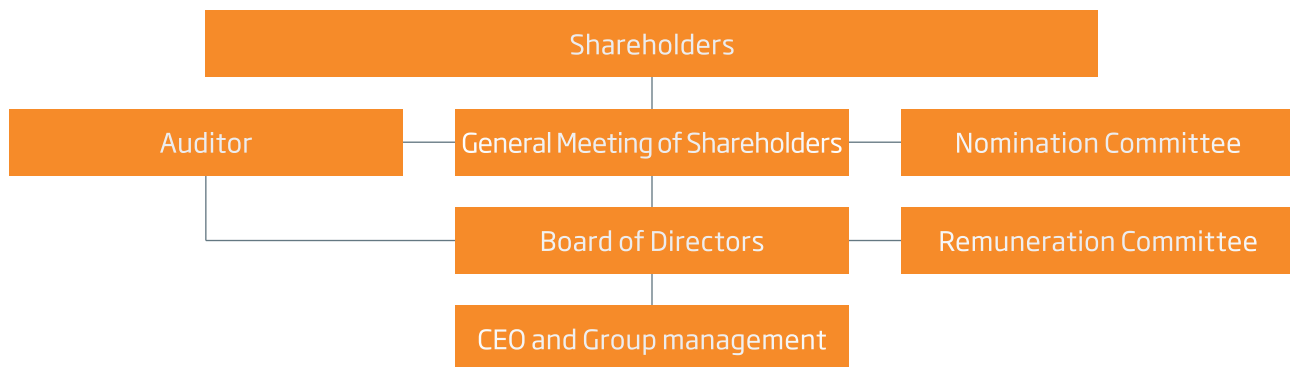 Shareholders
Auditor
General Meeting of Shareholders
Nomination Committee
Board of Directors
Remuneration Committee
CEO and Group management